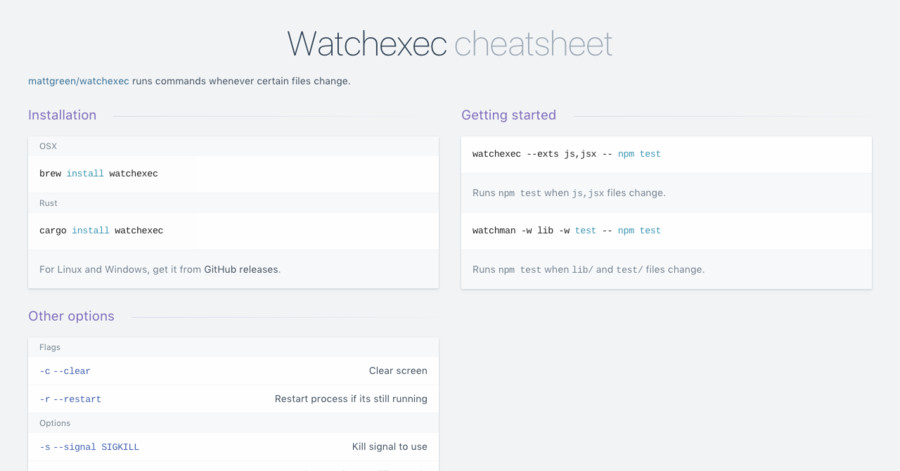 Watchexec cheatsheet
mattgreen/watchexec runs commands whenever certain files change.
Installation
OSX
brew install watchexec
Rust
cargo install watchexec
For Linux and Windows, get it from GitHub releases.
Getting started
watchexec --exts js,jsx -- npm test
Runs npm test when js,jsx files change.
watchman -w lib -w test -- npm test
Runs npm test when lib/ and test/ files change.
Other options
Flags
-c --clear Clear screen
-r --restart Restart process if its still running
Options
-s --signal SIGKILL Kill signal to use